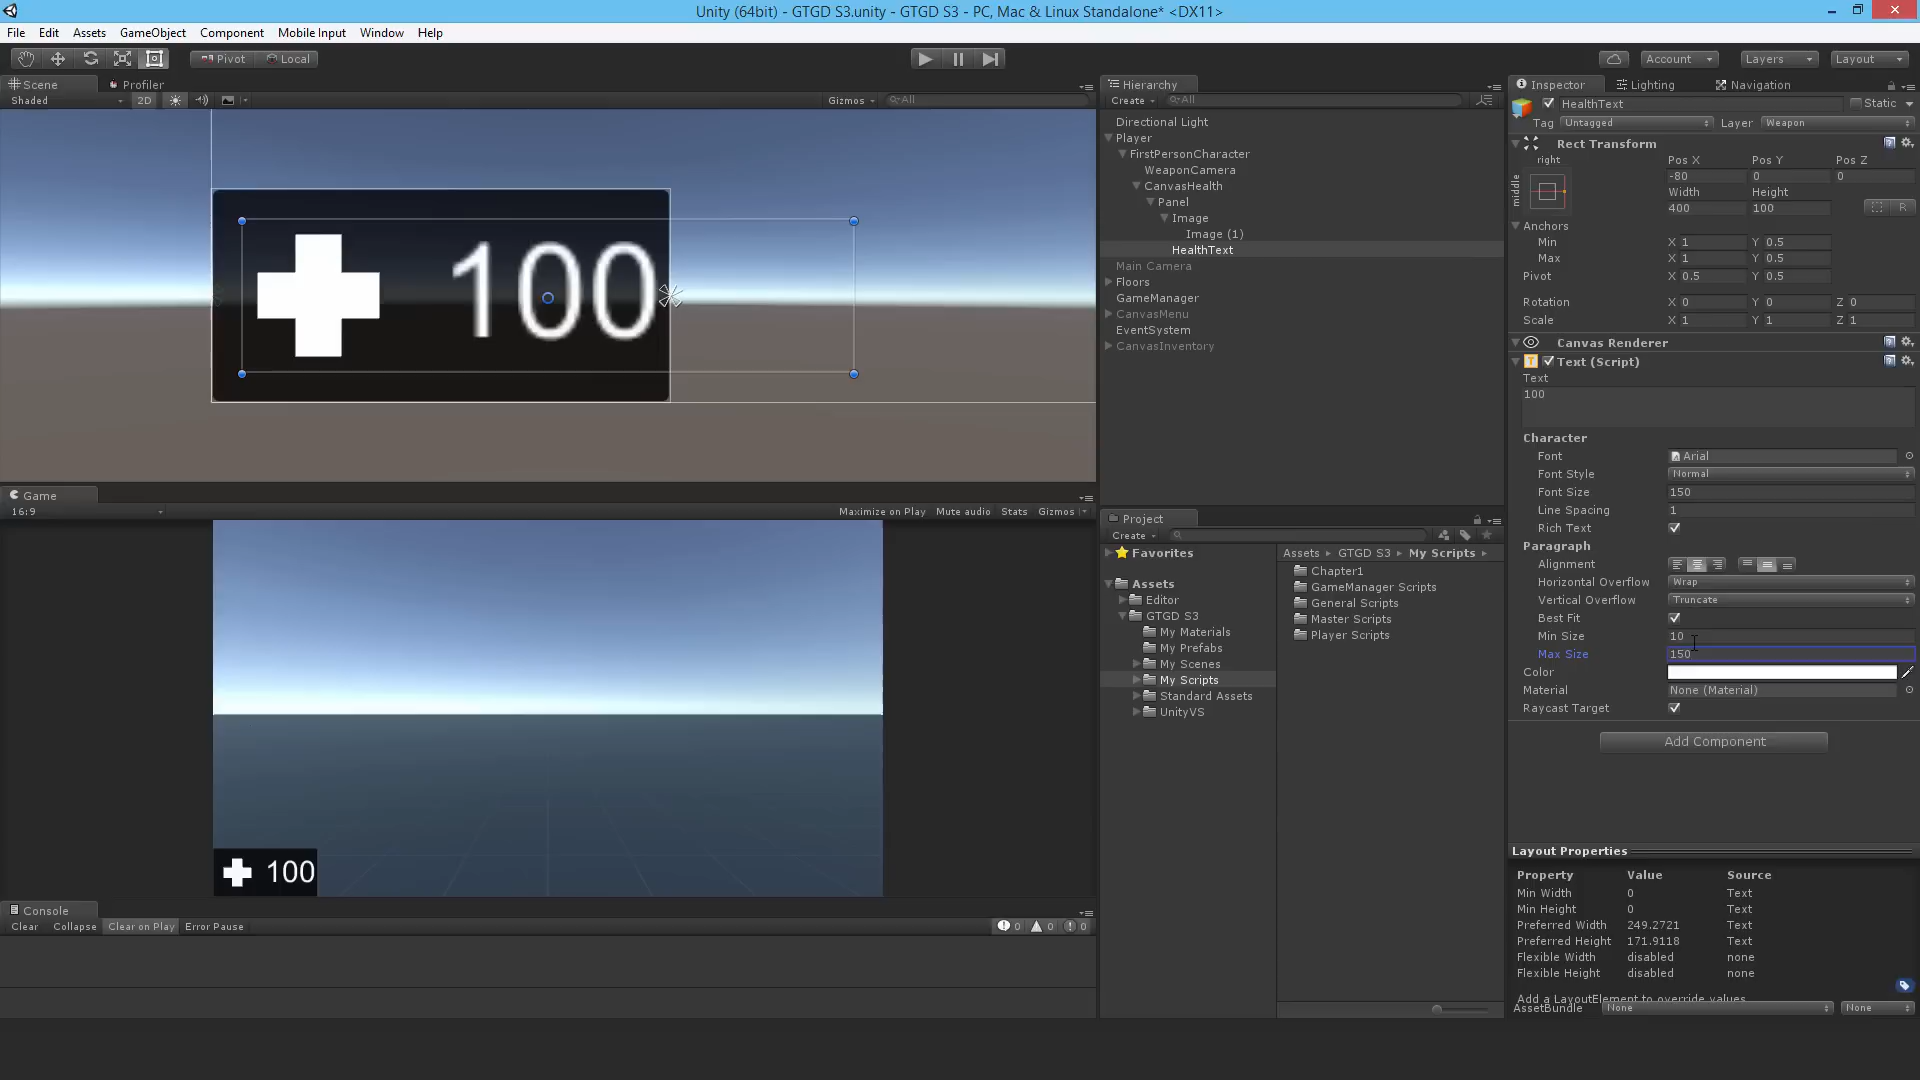 Unity (64bit) - GTGD S3.unity - GTGD S3 - PC, Mac & Linux Standalone* <DX11>
File Edit Assets GameObject Component Mobile Input Window Help
Pivot Local
Account Layers Layout
Scene Profiler
Shaded 2D Gizmos All
100
Game
16:9 Maximize on Play Mute audio Stats Gizmos
100
Console
Clear Collapse Clear on Play Error Pause 0 0 0
Hierarchy
Create All
Directional Light
Player
FirstPersonCharacter
WeaponCamera
CanvasHealth
Panel
Image
Image (1)
HealthText
Main Camera
Floors
GameManager
CanvasMenu
EventSystem
CanvasInventory
Project
Create
Favorites
Assets
Editor
GTGD S3
My Materials
My Prefabs
My Scenes
My Scripts
Standard Assets
UnityVS
Assets GTGD S3 My Scripts
Chapter1
GameManager Scripts
General Scripts
Master Scripts
Player Scripts
Inspector Lighting Navigation
HealthText Static
Tag Untagged Layer Weapon
Rect Transform
right Pos X Pos Y Pos Z
middle -80 0 0
Width Height
400 100 R
Anchors
Min X 1 Y 0.5
Max X 1 Y 0.5
Pivot X 0.5 Y 0.5
Rotation X 0 Y 0 Z 0
Scale X 1 Y 1 Z 1
Canvas Renderer
Text (Script)
Text
100
Character
Font Arial
Font Style Normal
Font Size 150
Line Spacing 1
Rich Text
Paragraph
Alignment
Horizontal Overflow Wrap
Vertical Overflow Truncate
Best Fit
Min Size 10
Max Size 150
Color
Material None (Material)
Raycast Target
Add Component
Layout Properties
Property Value Source
Min Width 0 Text
Min Height 0 Text
Preferred Width 249.2721 Text
Preferred Height 171.9118 Text
Flexible Width disabled none
Flexible Height disabled none
Add a LayoutElement to override values
AssetBundle None None